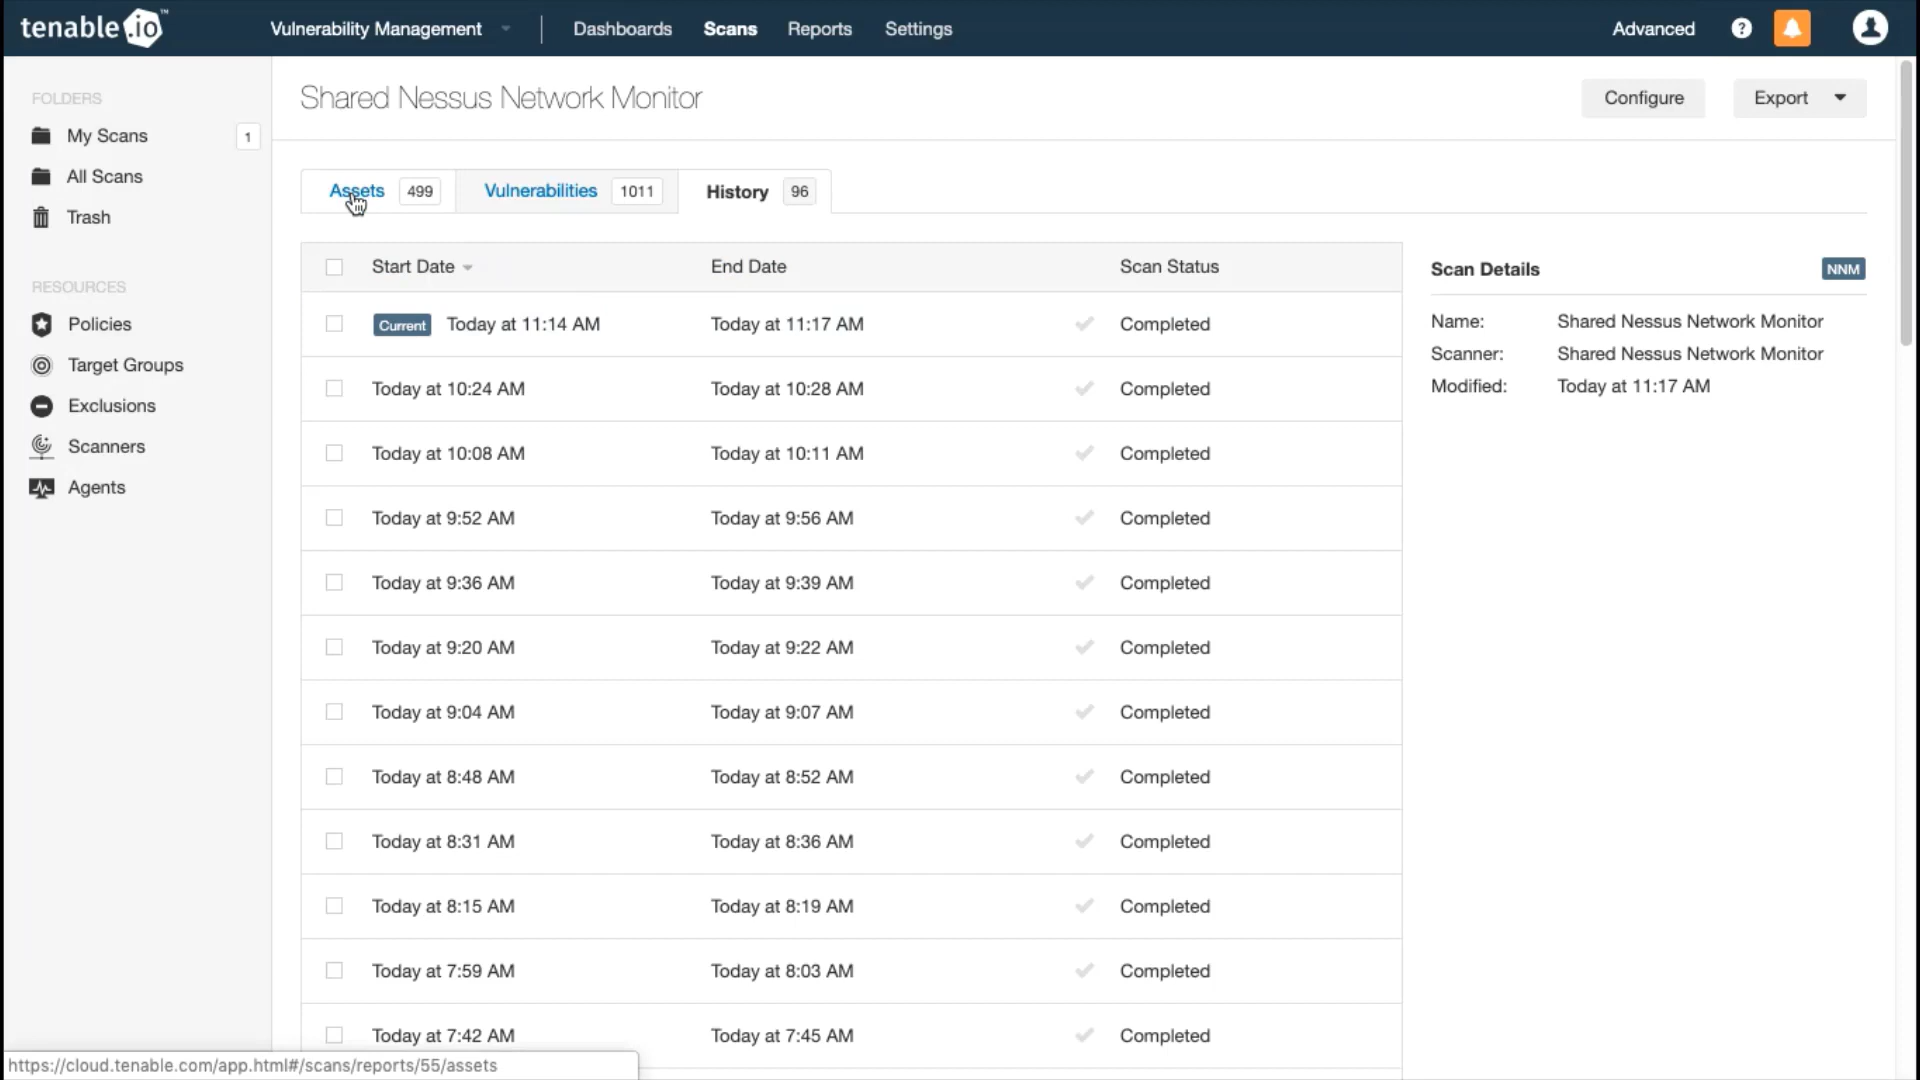 tenable.io™ Vulnerability Management Dashboards Scans Reports Settings Advanced ?
FOLDERS
My Scans 1
All Scans
Trash
RESOURCES
Policies
Target Groups
Exclusions
Scanners
Agents
Shared Nessus Network Monitor Configure Export
Assets 499 Vulnerabilities 1011 History 96
Start Date End Date Scan Status
Current Today at 11:14 AM Today at 11:17 AM Completed
Today at 10:24 AM Today at 10:28 AM Completed
Today at 10:08 AM Today at 10:11 AM Completed
Today at 9:52 AM Today at 9:56 AM Completed
Today at 9:36 AM Today at 9:39 AM Completed
Today at 9:20 AM Today at 9:22 AM Completed
Today at 9:04 AM Today at 9:07 AM Completed
Today at 8:48 AM Today at 8:52 AM Completed
Today at 8:31 AM Today at 8:36 AM Completed
Today at 8:15 AM Today at 8:19 AM Completed
Today at 7:59 AM Today at 8:03 AM Completed
Today at 7:42 AM Today at 7:45 AM Completed
Scan Details NNM
Name: Shared Nessus Network Monitor
Scanner: Shared Nessus Network Monitor
Modified: Today at 11:17 AM
https://cloud.tenable.com/app.html#/scans/reports/55/assets